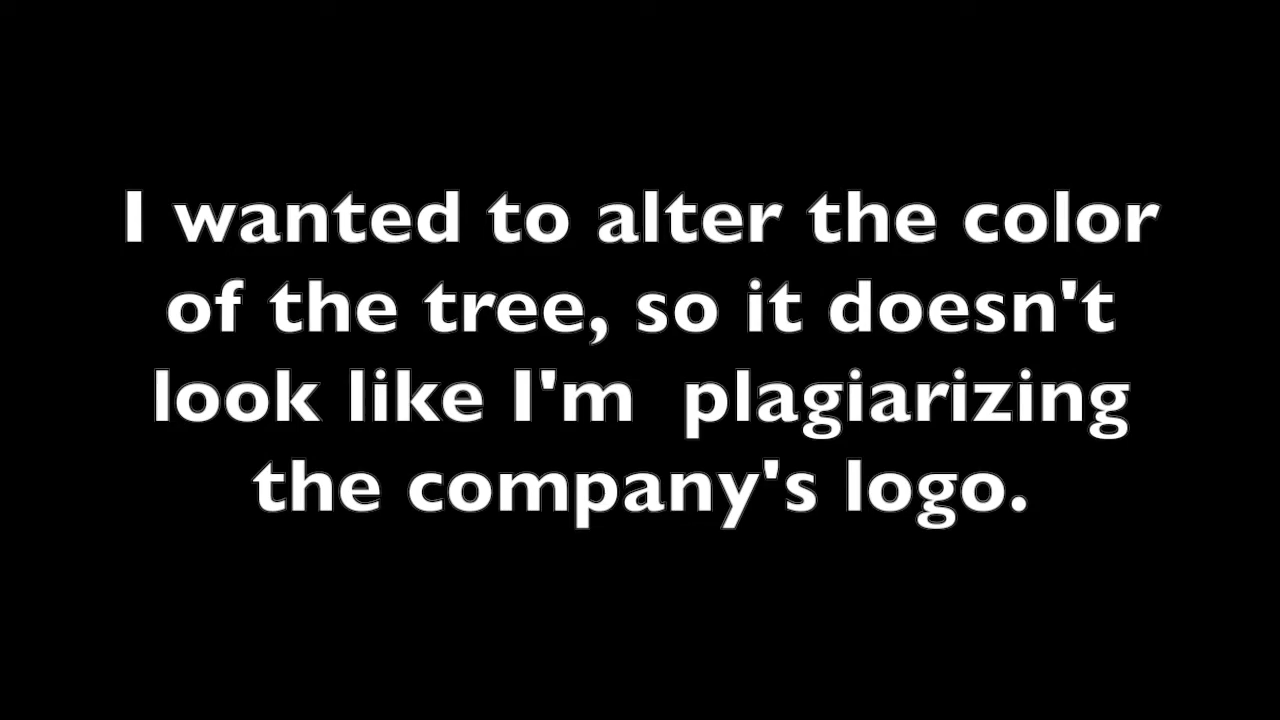 I wanted to alter the color
of the tree, so it doesn't
look like I'm  plagiarizing
the company's logo.